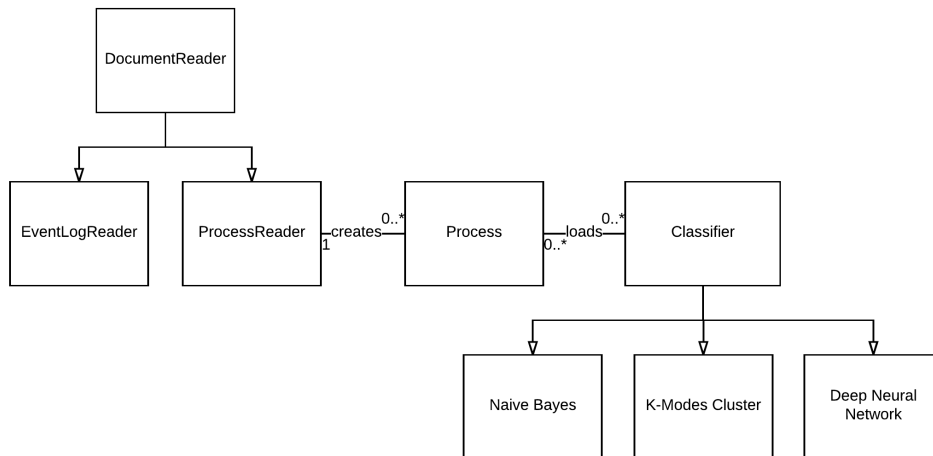 DocumentReader
EventLogReader
ProcessReader
1
creates
0..*
Process
0..*
loads
0..*
Classifier
Naive Bayes
K-Modes Cluster
Deep Neural
Network